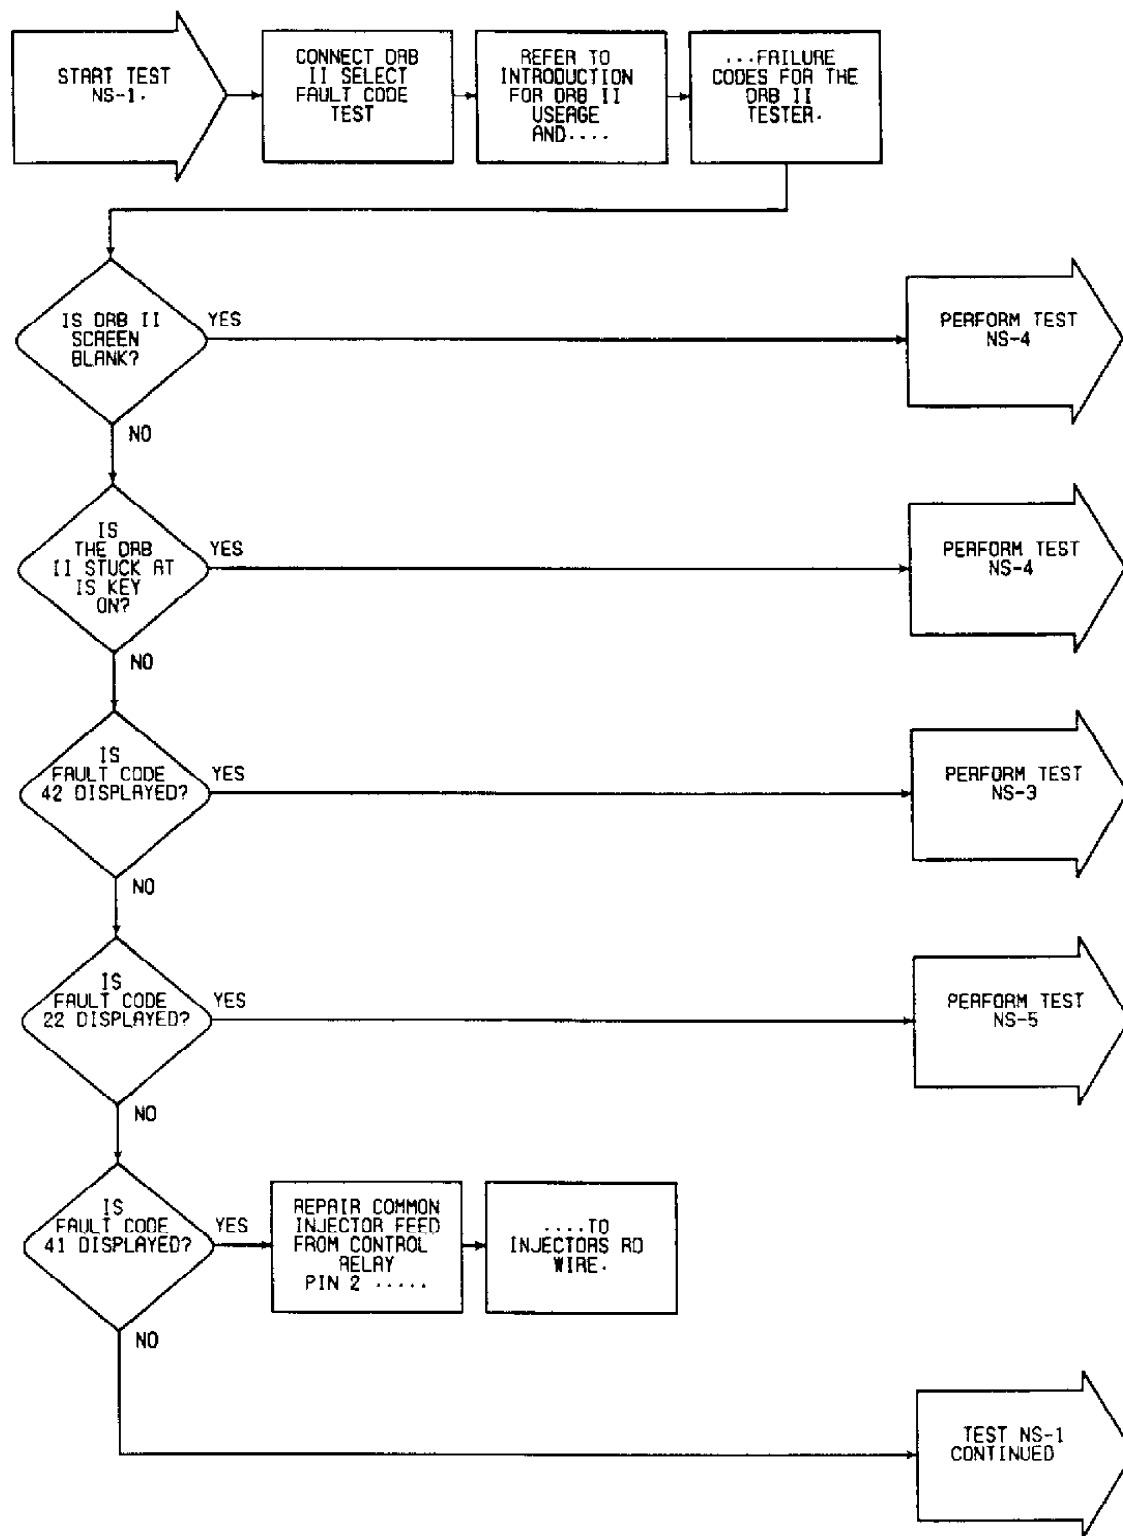 START TEST
NS-1.
CONNECT DRB
II SELECT
FAULT CODE
TEST
REFER TO
INTRODUCTION
FOR DRB II
USEAGE
AND....
...FAILURE
CODES FOR THE
DRB II
TESTER.
IS DRB II
SCREEN
BLANK?
YES
PERFORM TEST
NS-4
NO
IS
THE DRB
II STUCK AT
IS KEY
ON?
YES
PERFORM TEST
NS-4
NO
IS
FAULT CODE
42 DISPLAYED?
YES
PERFORM TEST
NS-3
NO
IS
FAULT CODE
22 DISPLAYED?
YES
PERFORM TEST
NS-5
NO
IS
FAULT CODE
41 DISPLAYED?
YES
REPAIR COMMON
INJECTOR FEED
FROM CONTROL
RELAY
PIN 2 .....
....TO
INJECTORS RD
WIRE.
NO
TEST NS-1
CONTINUED